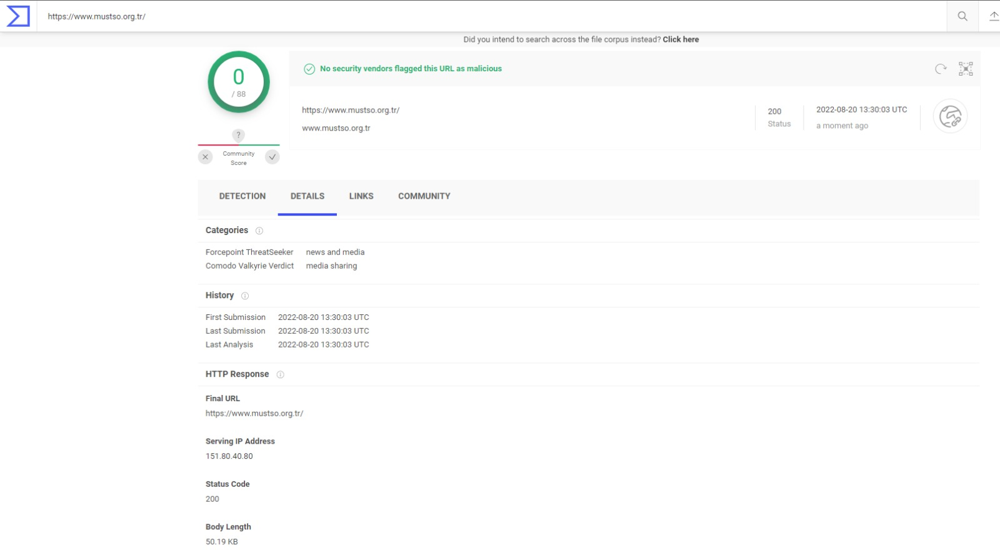 https://www.mustso.org.tr/
Did you intend to search across the file corpus instead? Click here
0
/ 88
No security vendors flagged this URL as malicious
https://www.mustso.org.tr/
www.mustso.org.tr
200
Status
2022-08-20 13:30:03 UTC
a moment ago
?
Community
Score
DETECTION DETAILS LINKS COMMUNITY
Categories
Forcepoint ThreatSeeker news and media
Comodo Valkyrie Verdict media sharing
History
First Submission 2022-08-20 13:30:03 UTC
Last Submission 2022-08-20 13:30:03 UTC
Last Analysis 2022-08-20 13:30:03 UTC
HTTP Response
Final URL
https://www.mustso.org.tr/
Serving IP Address
151.80.40.80
Status Code
200
Body Length
50.19 KB